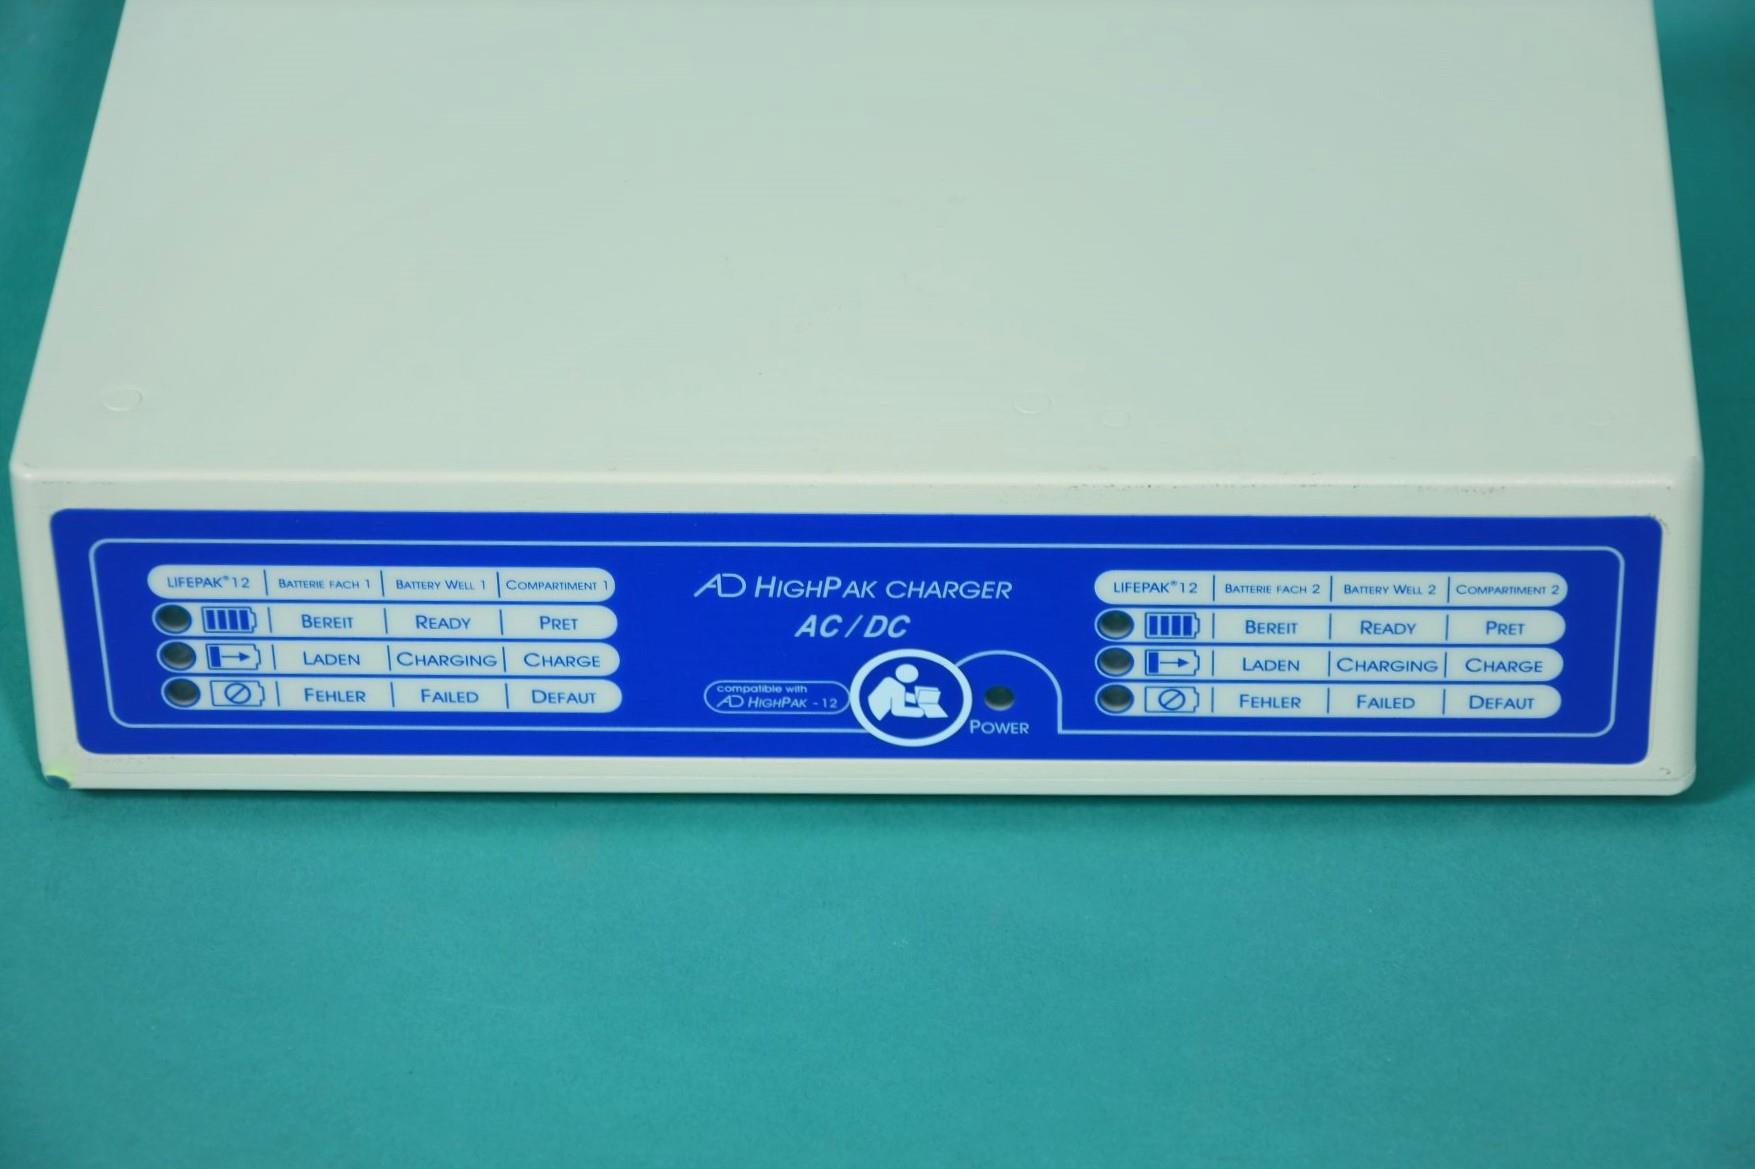 LIFEPAK®12 BATTERIE FACH 1 BATTERY WELL 1 COMPARTIMENT 1
BEREIT READY PRET
LADEN CHARGING CHARGE
FEHLER FAILED DEFAUT
AD HIGHPAK CHARGER
AC / DC
compatible with
AD HIGHPAK - 12
POWER
LIFEPAK®12 BATTERIE FACH 2 BATTERY WELL 2 COMPARTIMENT 2
BEREIT READY PRET
LADEN CHARGING CHARGE
FEHLER FAILED DEFAUT